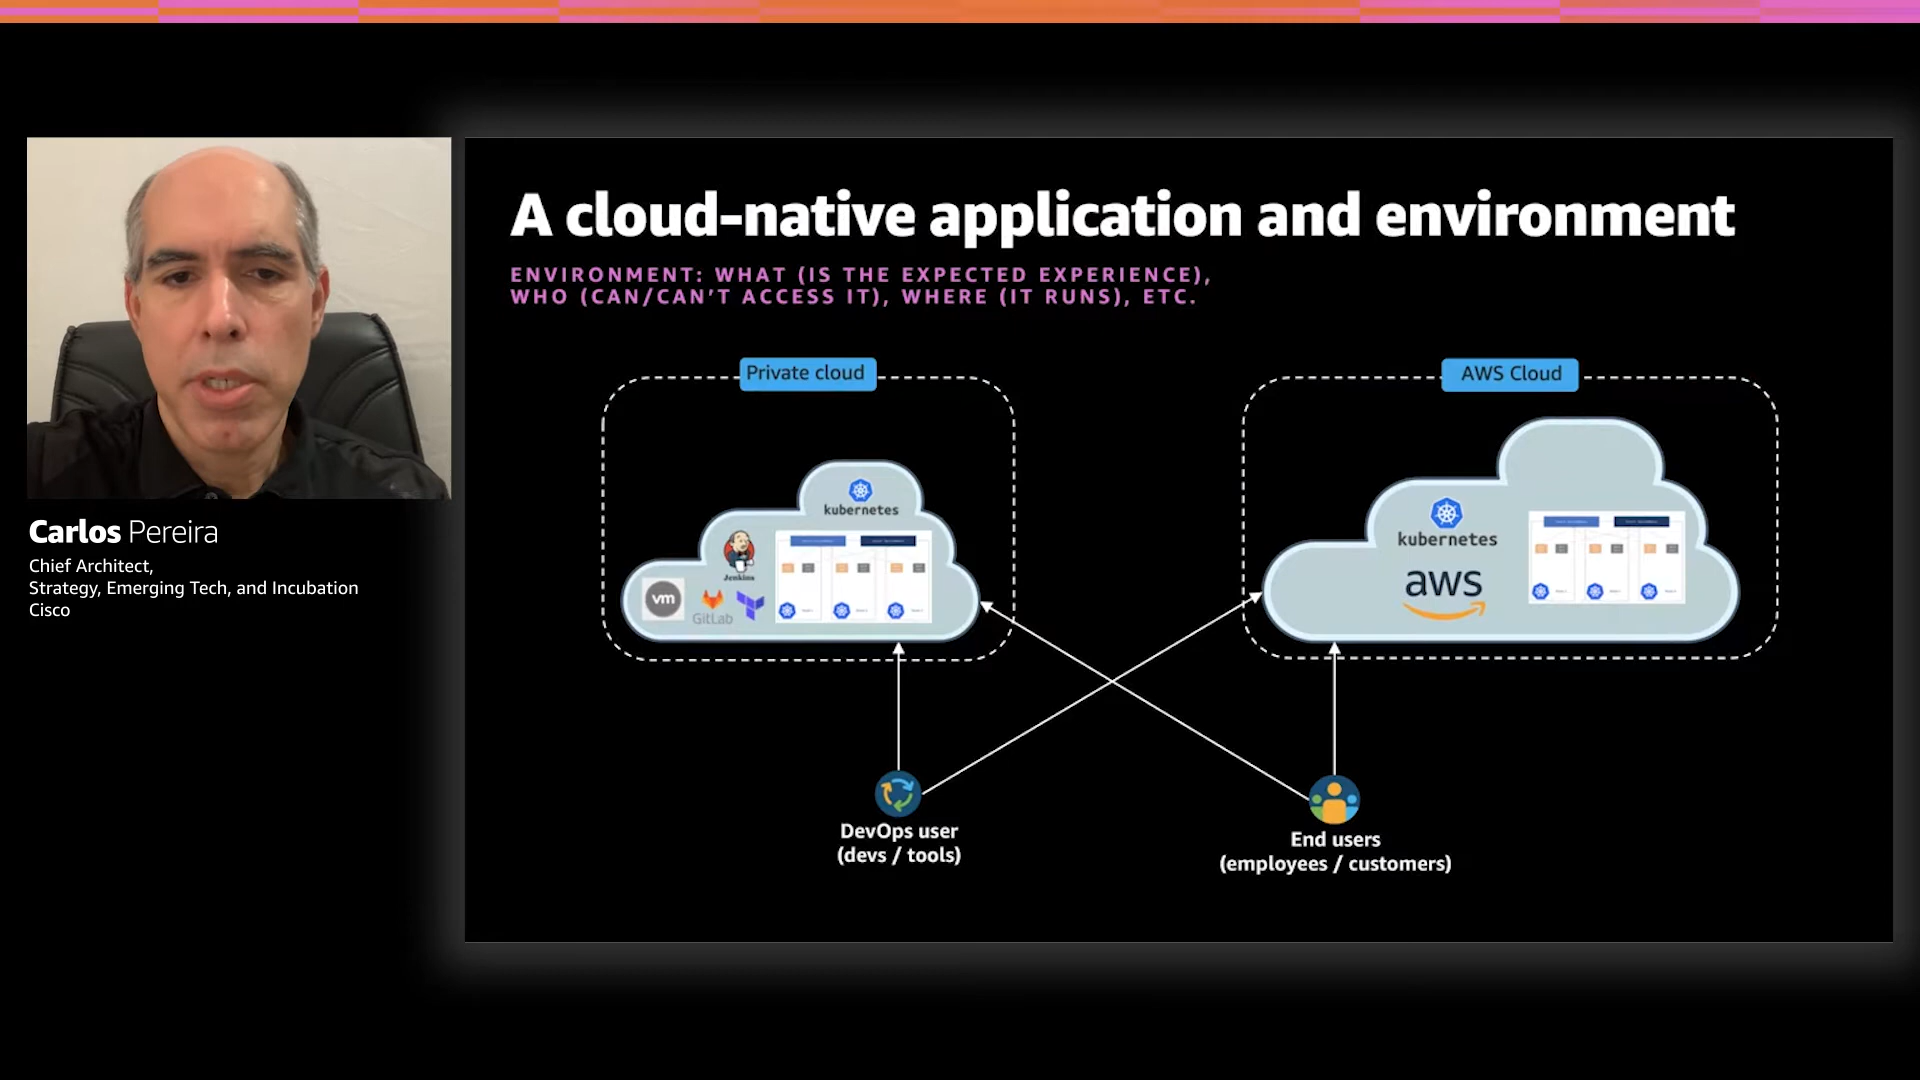 A cloud-native application and environment
ENVIRONMENT: WHAT (IS THE EXPECTED EXPERIENCE),
WHO (CAN/CAN'T ACCESS IT), WHERE (IT RUNS), ETC.
Carlos Pereira
Chief Architect,
Strategy, Emerging Tech, and Incubation
Cisco
Private cloud
kubernetes
Jenkins
vm
GitLab
AWS Cloud
kubernetes
aws
DevOps user
(devs / tools)
End users
(employees / customers)